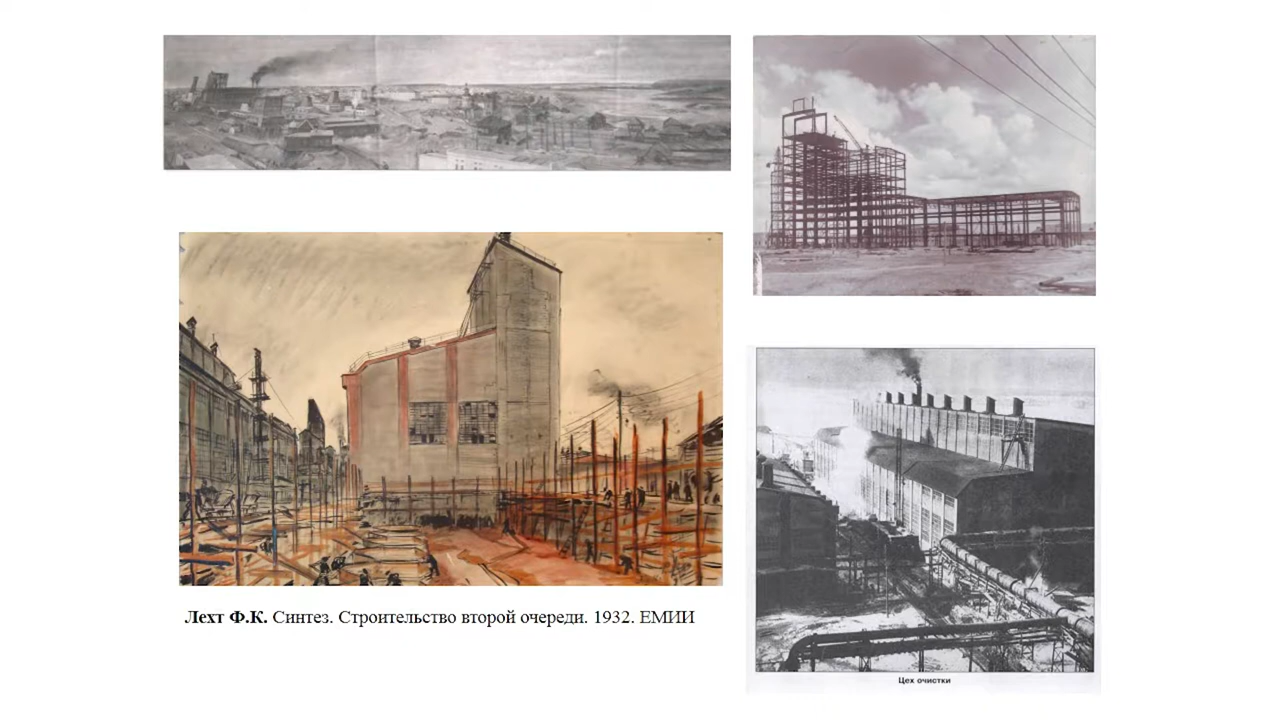 Лехт Ф.К. Синтез. Строительство второй очереди. 1932. ЕМИИ
Цех очистки